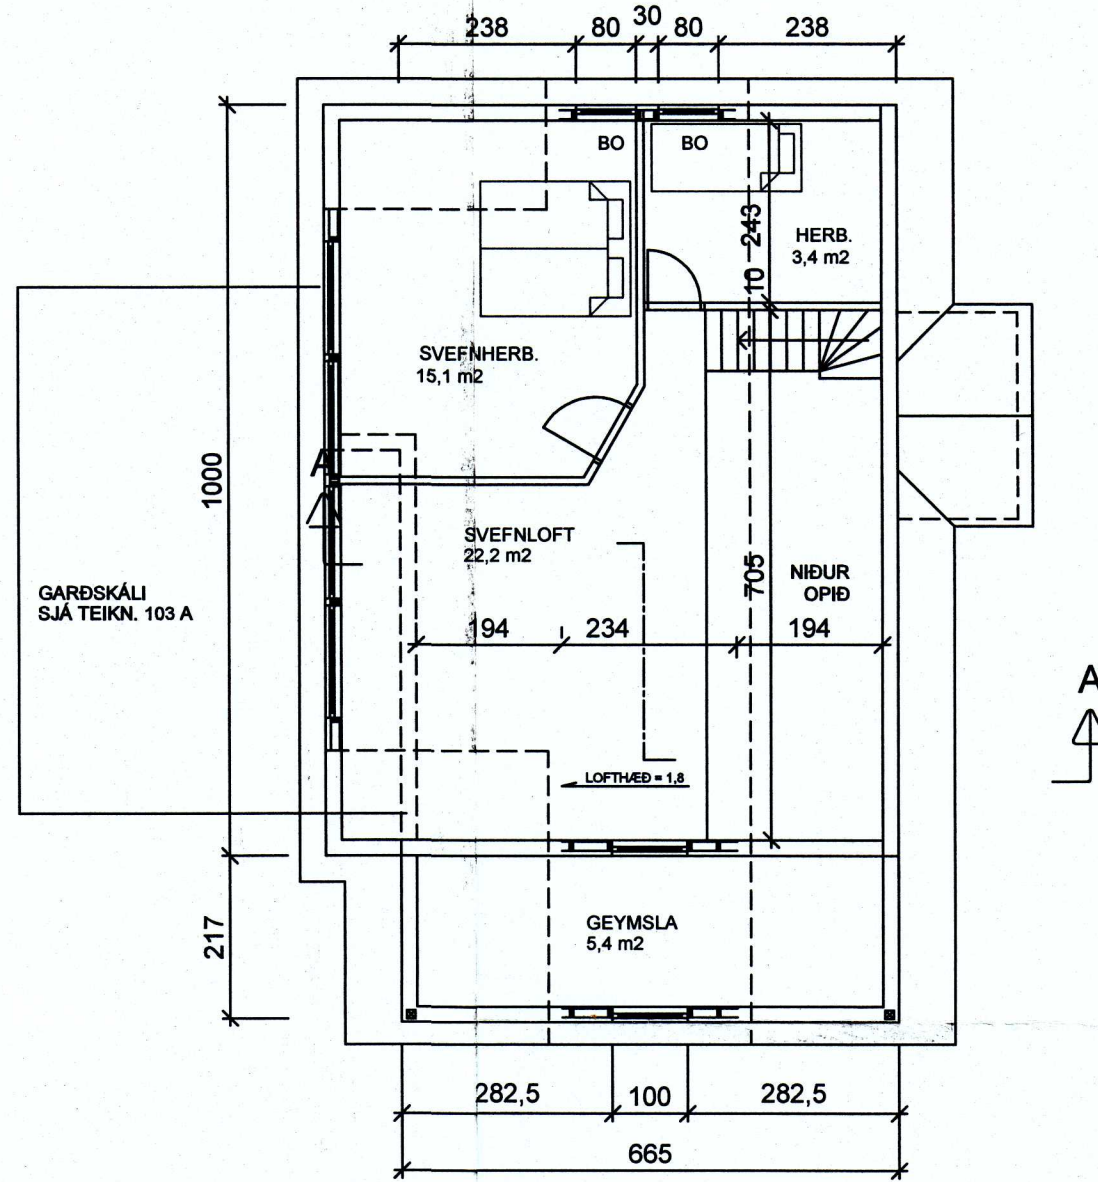 238 80 30 80 238
BO BO
243
HERB.
3,4 m2
10
SVEFNHERB.
15,1 m2
A
1000
SVEFNLOFT
22,2 m2
GARÐSKÁLI
SJÁ TEIKN. 103 A
705
NIÐUR
OPIÐ
194 234 194
A
LOFTHÆÐ = 1,8
217
GEYMSLA
5,4 m2
282,5 100 282,5
665